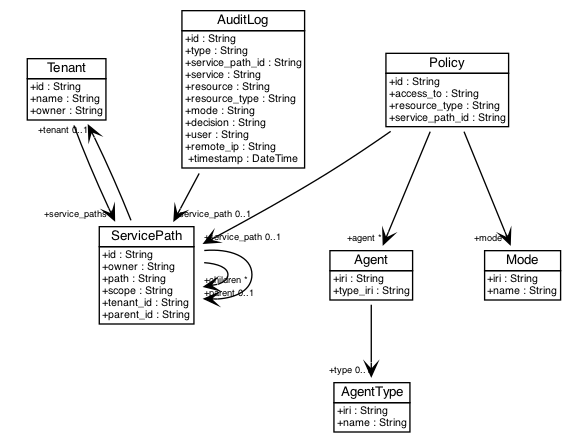 AuditLog
+id : String
+type : String
+service_path_id : String
+service : String
+resource : String
+resource_type : String
+mode : String
+decision : String
+user : String
+remote_ip : String
+timestamp : DateTime
Tenant
+id : String
+name : String
+owner : String
Policy
+id : String
+access_to : String
+resource_type : String
+service_path_id : String
+tenant 0..1
+service_paths
service_path 0..1
+service_path 0..1
+agent *
+mode
ServicePath
+id : String
+owner : String
+path : String
+scope : String
+tenant_id : String
+parent_id : String
+children *
+parent 0..1
Agent
+iri : String
+type_iri : String
Mode
+iri : String
+name : String
+type 0..
AgentType
+iri : String
+name : String